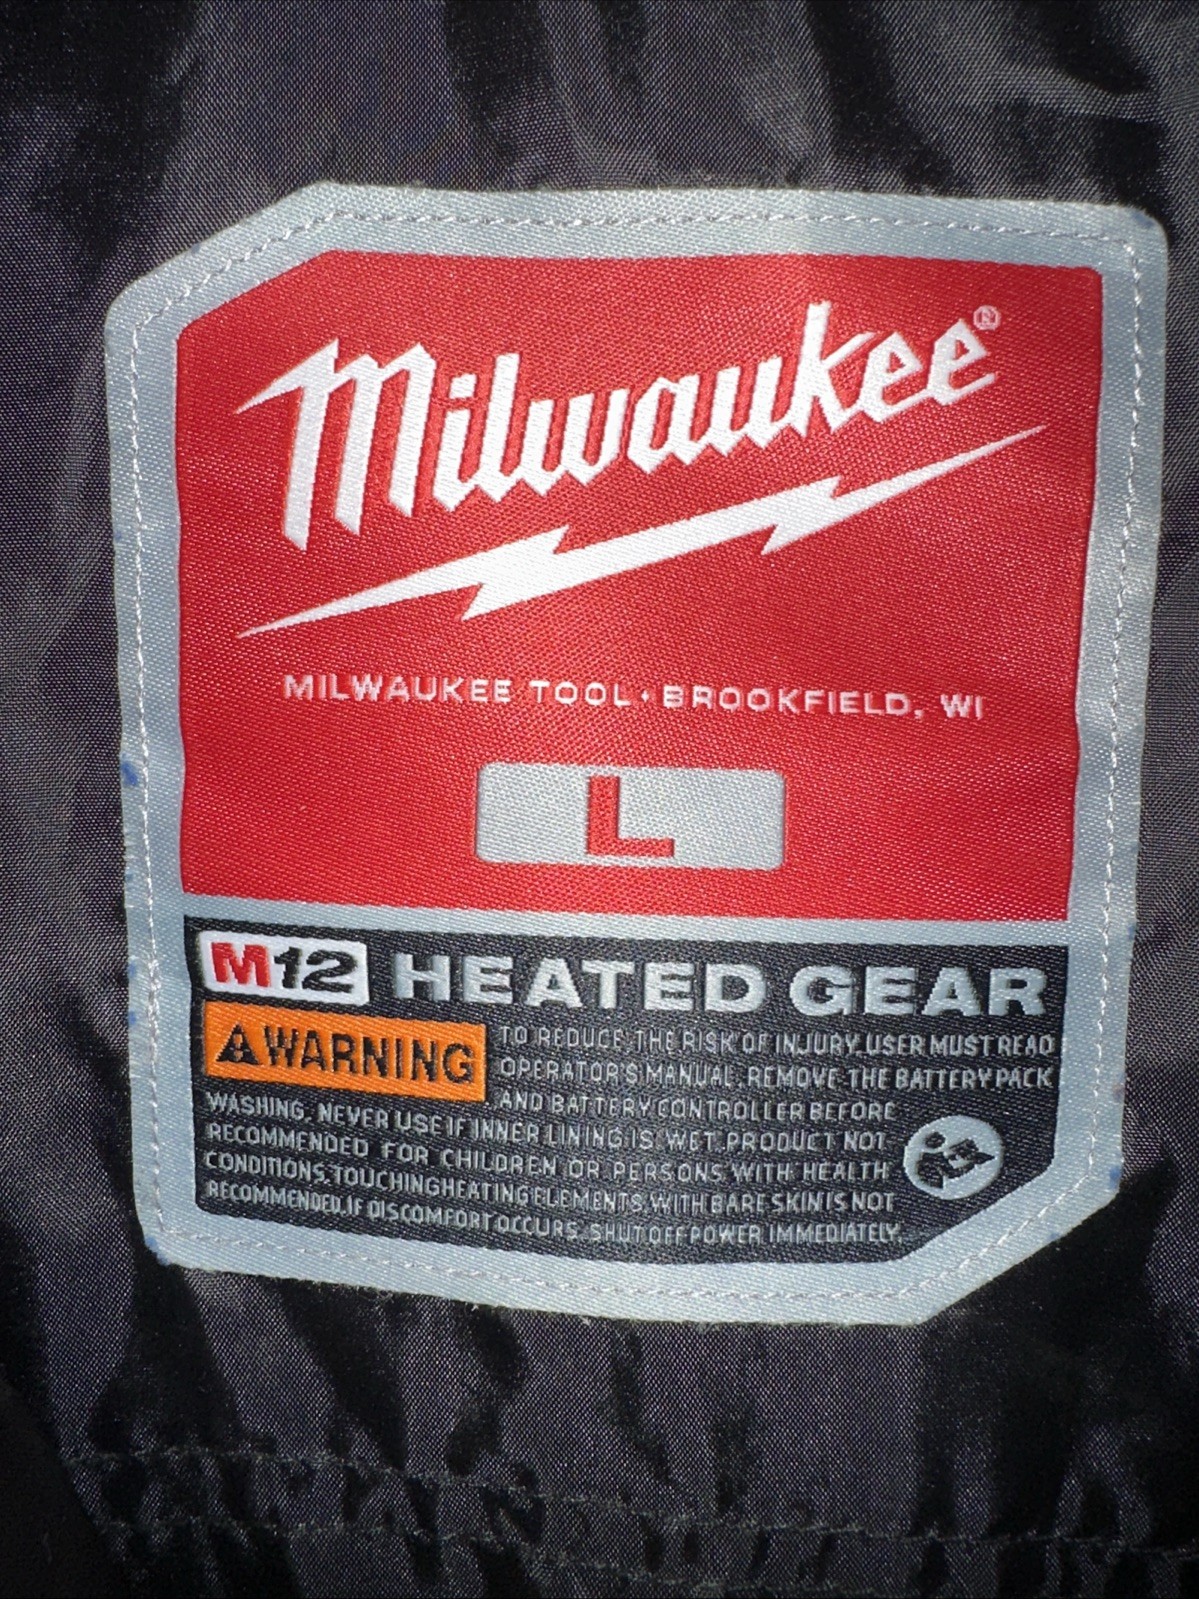 Milwaukee®
MILWAUKEE TOOL • BROOKFIELD, WI
L
M12 HEATED GEAR
WARNING TO REDUCE THE RISK OF INJURY, USER MUST READ
OPERATOR'S MANUAL, REMOVE THE BATTERY PACK
AND BATTERY CONTROLLER BEFORE
WASHING, NEVER USE IF INNER LINING IS WET, PRODUCT NOT
RECOMMENDED FOR CHILDREN OR PERSONS WITH HEALTH
CONDITIONS, TOUCHING HEATING ELEMENTS WITH BARE SKIN IS NOT
RECOMMENDED, IF DISCOMFORT OCCURS, SHUT OFF POWER IMMEDIATELY.